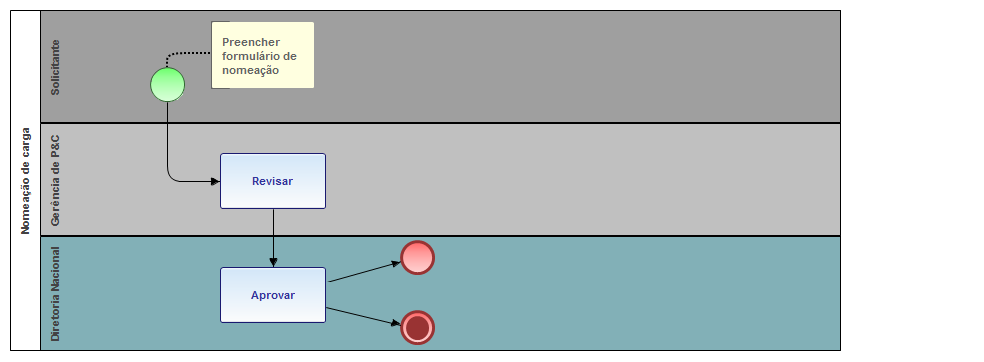 Nomeação de carga
Solicitante
Preencher
formulário de
nomeação
Gerência de P&C
Revisar
Diretoria Nacional
Aprovar